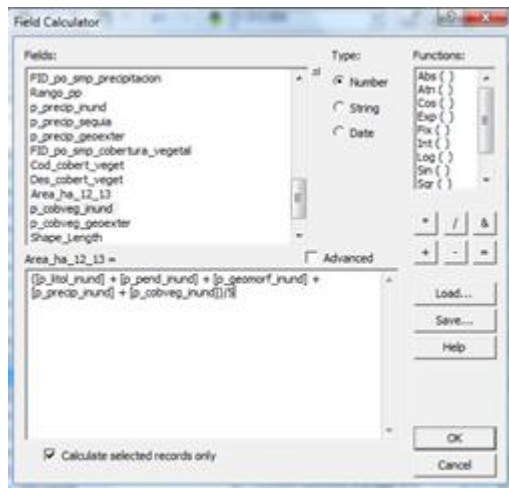 Field Calculator
Fields:
Type:
Functions:
FID_po_smp_precipitacion
Rango_pp
p_precip_inund
p_precip_sequia
p_precip_geoexter
FID_po_smp_cobertura_vegetal
Cod_cobert_veget
Des_cobert_veget
Area_ha_12_13
p_cobveg_inund
p_cobveg_geoexter
Shape_Length
Number
String
Date
Abs ( )
Atn ( )
Cos ( )
Exp ( )
Fix ( )
Int ( )
Log ( )
Sin ( )
Sqr ( )
* / &
+ - =
Area_ha_12_13 =
Advanced
([p_litol_inund] + [p_pend_inund] + [p_geomorf_inund] +
[p_precip_inund] + [p_cobveg_inund])/5
Load...
Save...
Help
Calculate selected records only
OK
Cancel